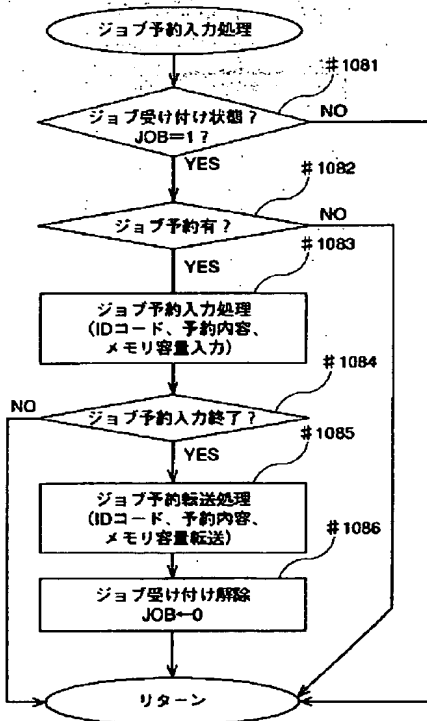 ジョブ予約入力処理
#1081
ジョブ受け付け状態?
JOB=1?
NO
YES
#1082
ジョブ予約有?
NO
YES
#1083
ジョブ予約入力処理
(IDコード、予約内容、
メモリ容量入力)
#1084
ジョブ予約入力終了?
NO
YES
#1085
ジョブ予約転送処理
(IDコード、予約内容、
メモリ容量転送)
#1086
ジョブ受け付け解除
JOB←0
リターン